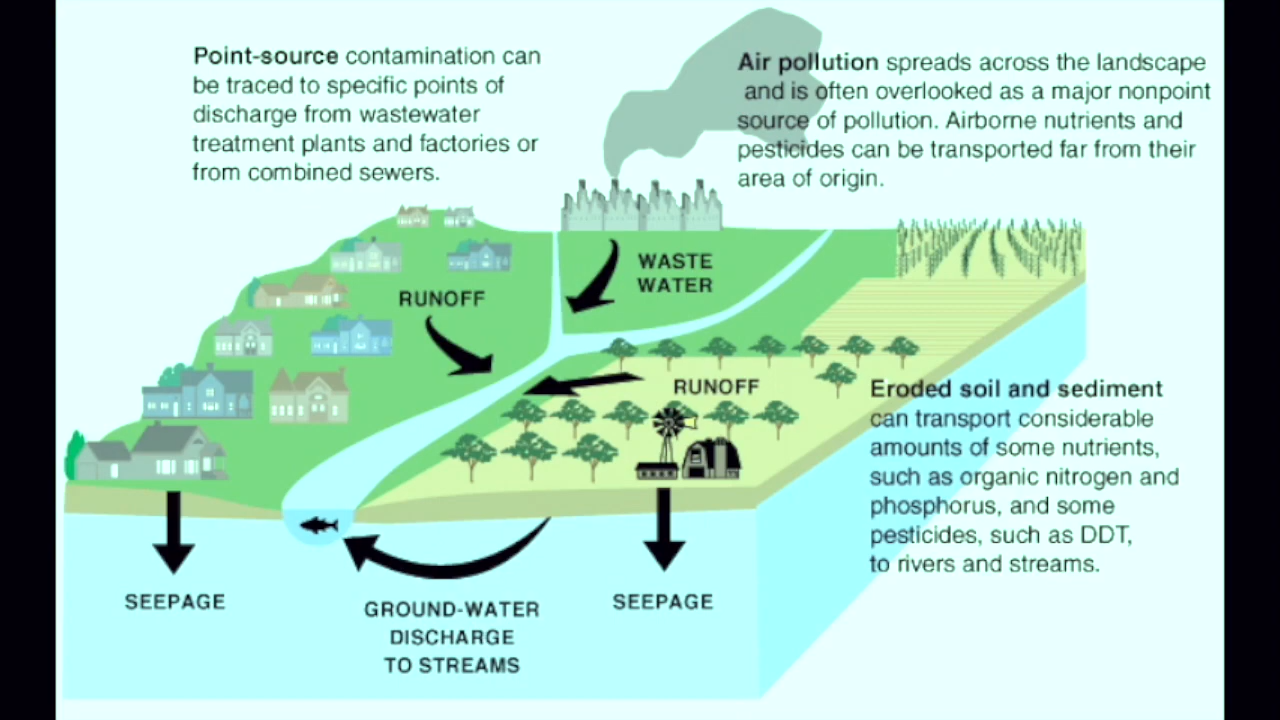 Point-source contamination can
be traced to specific points of
discharge from wastewater
treatment plants and factories or
from combined sewers.
Air pollution spreads across the landscape
and is often overlooked as a major nonpoint
source of pollution. Airborne nutrients and
pesticides can be transported far from their
area of origin.
WASTE
WATER
RUNOFF
RUNOFF
Eroded soil and sediment
can transport considerable
amounts of some nutrients,
such as organic nitrogen and
phosphorus, and some
pesticides, such as DDT,
to rivers and streams.
SEEPAGE
GROUND-WATER
DISCHARGE
TO STREAMS
SEEPAGE